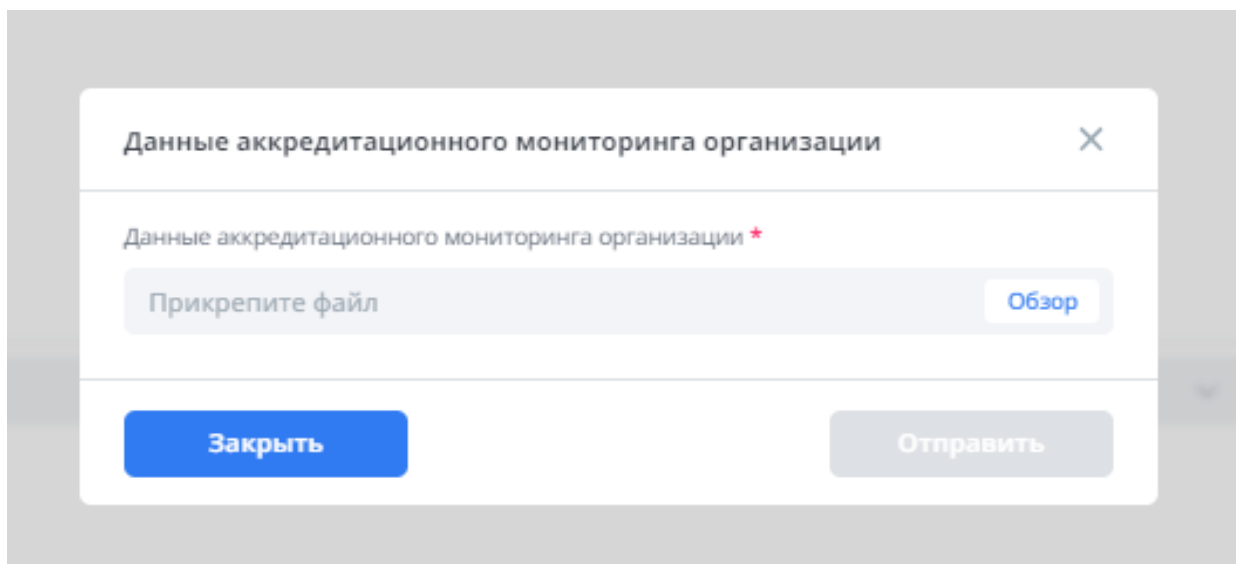 Данные аккредитационного мониторинга организации
Данные аккредитационного мониторинга организации *
Прикрепите файл
Обзор
Закрыть
Отправить